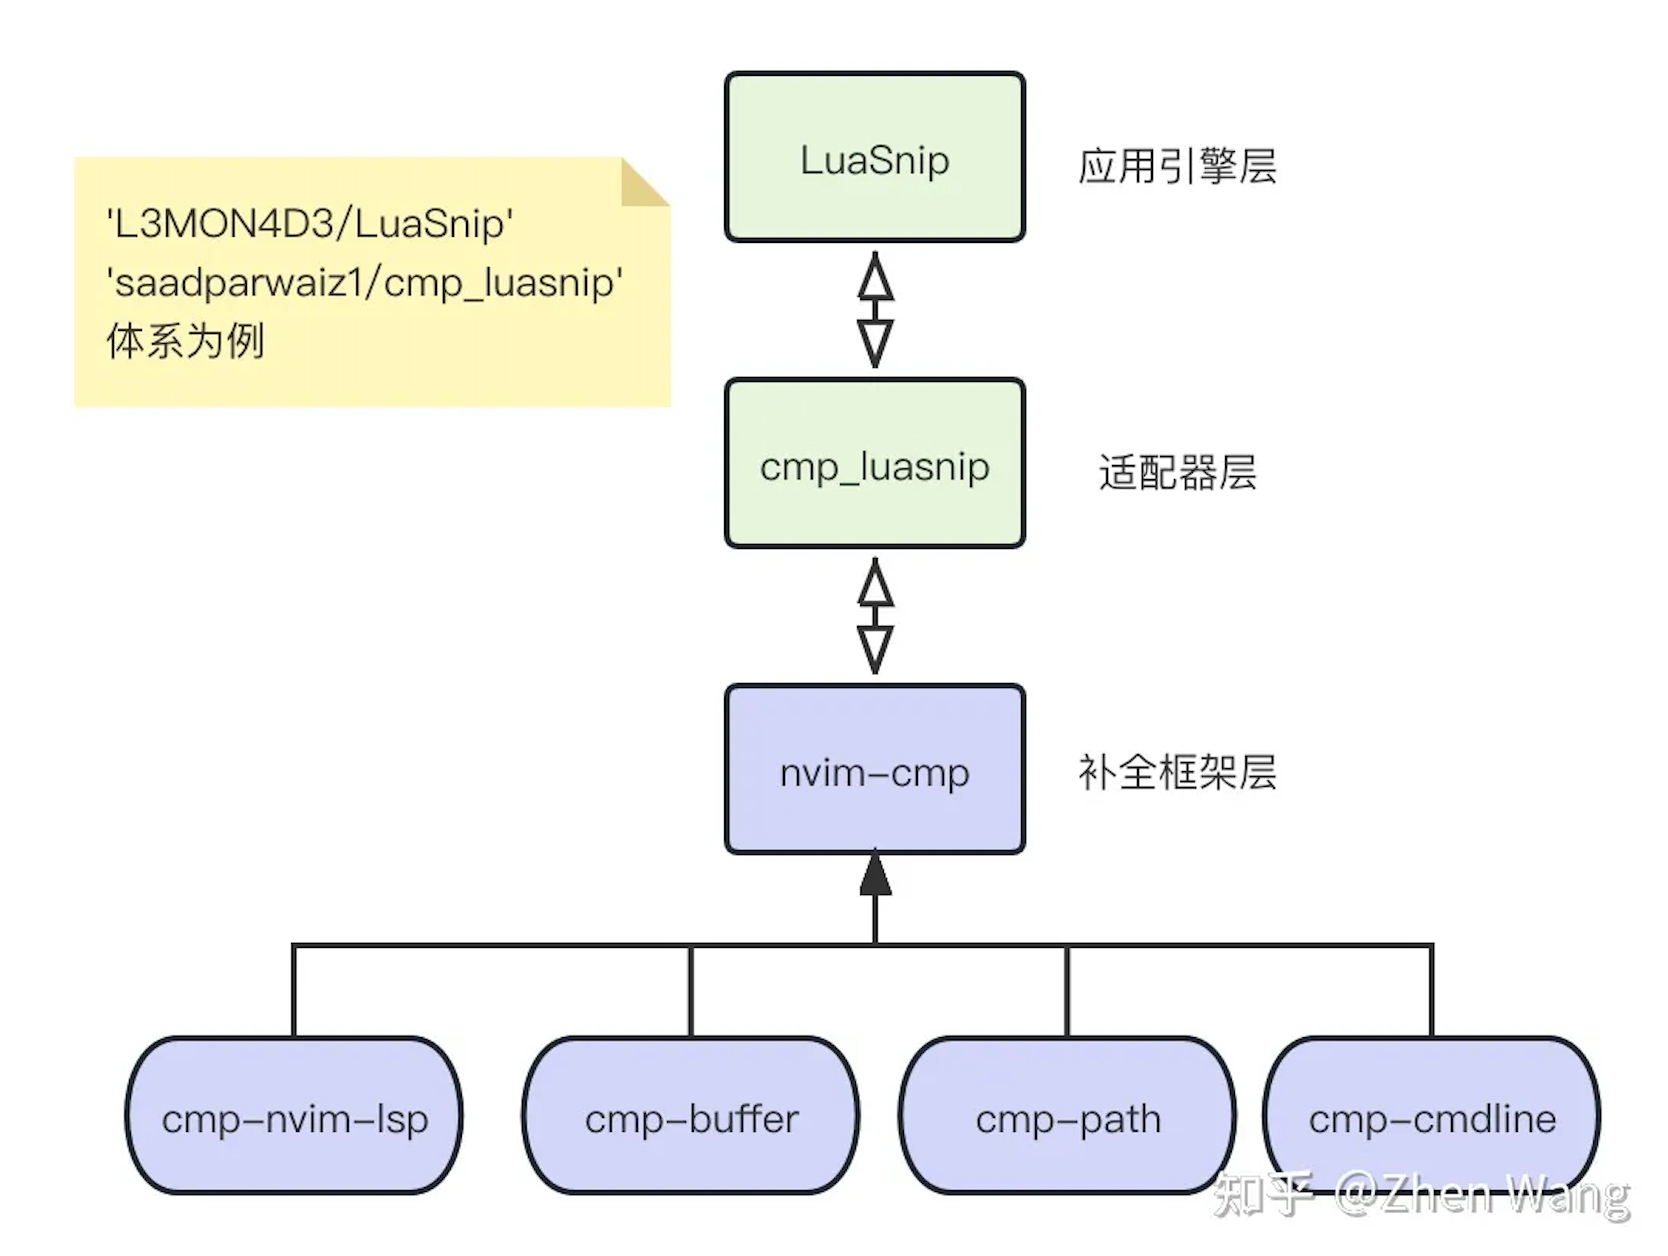 LuaSnip
应用引擎层
'L3MON4D3/LuaSnip'
'saadparwaiz1/cmp_luasnip'
体系为例
cmp_luasnip
适配器层
nvim-cmp
补全框架层
cmp-nvim-lsp
cmp-buffer
cmp-path
cmp-cmdline
知乎 @Zhen Wang